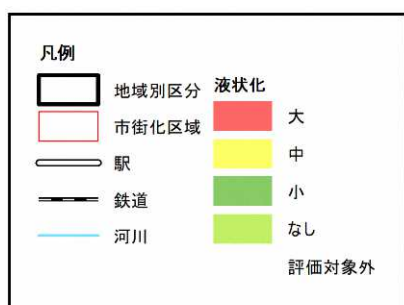 凡例
地域別区分
市街化区域
駅
鉄道
河川
液状化
大
中
小
なし
評価対象外